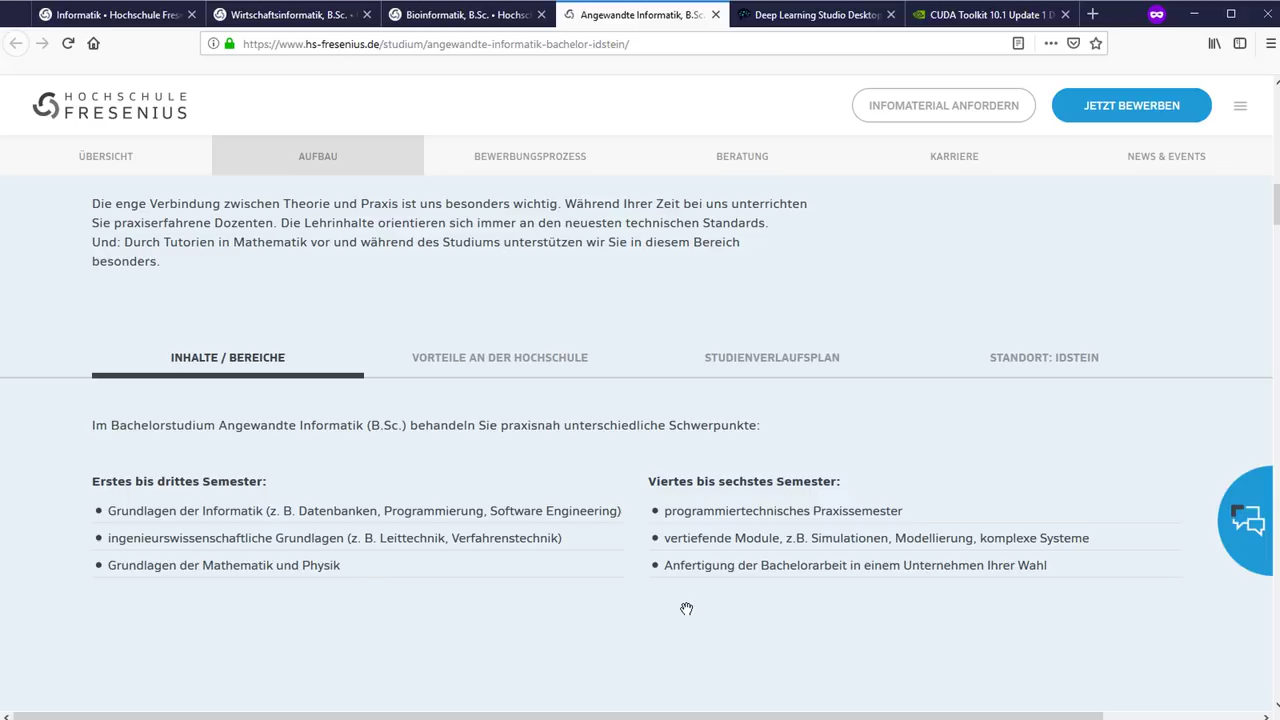 Informatik • Hochschule Fres
Wirtschaftsinformatik, B.Sc. •
Bioinformatik, B.Sc. • Hochsc
Angewandte Informatik, B.Sc.
Deep Learning Studio Desktop
CUDA Toolkit 10.1 Update 1 D
https://www.hs-fresenius.de/studium/angewandte-informatik-bachelor-idstein/
HOCHSCHULE
FRESENIUS
INFOMATERIAL ANFORDERN
JETZT BEWERBEN
ÜBERSICHT
AUFBAU
BEWERBUNGSPROZESS
BERATUNG
KARRIERE
NEWS & EVENTS
Die enge Verbindung zwischen Theorie und Praxis ist uns besonders wichtig. Während Ihrer Zeit bei uns unterrichten
Sie praxiserfahrene Dozenten. Die Lehrinhalte orientieren sich immer an den neuesten technischen Standards.
Und: Durch Tutorien in Mathematik vor und während des Studiums unterstützen wir Sie in diesem Bereich
besonders.
INHALTE / BEREICHE
VORTEILE AN DER HOCHSCHULE
STUDIENVERLAUFSPLAN
STANDORT: IDSTEIN
Im Bachelorstudium Angewandte Informatik (B.Sc.) behandeln Sie praxisnah unterschiedliche Schwerpunkte:
Erstes bis drittes Semester:
• Grundlagen der Informatik (z. B. Datenbanken, Programmierung, Software Engineering)
• ingenieurswissenschaftliche Grundlagen (z. B. Leittechnik, Verfahrenstechnik)
• Grundlagen der Mathematik und Physik
Viertes bis sechstes Semester:
• programmiertechnisches Praxissemester
• vertiefende Module, z.B. Simulationen, Modellierung, komplexe Systeme
• Anfertigung der Bachelorarbeit in einem Unternehmen Ihrer Wahl